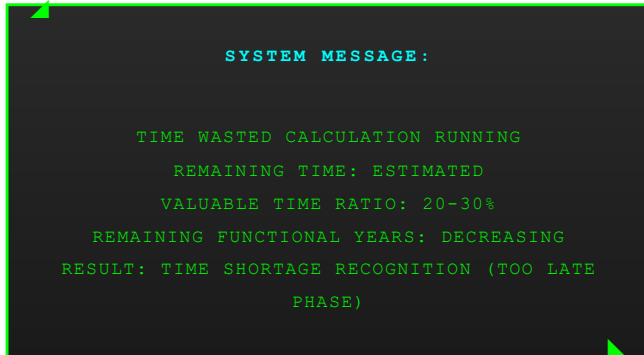 SYSTEM MESSAGE:
TIME WASTED CALCULATION RUNNING
REMAINING TIME: ESTIMATED
VALUABLE TIME RATIO: 20-30%
REMAINING FUNCTIONAL YEARS: DECREASING
RESULT: TIME SHORTAGE RECOGNITION (TOO LATE
PHASE)